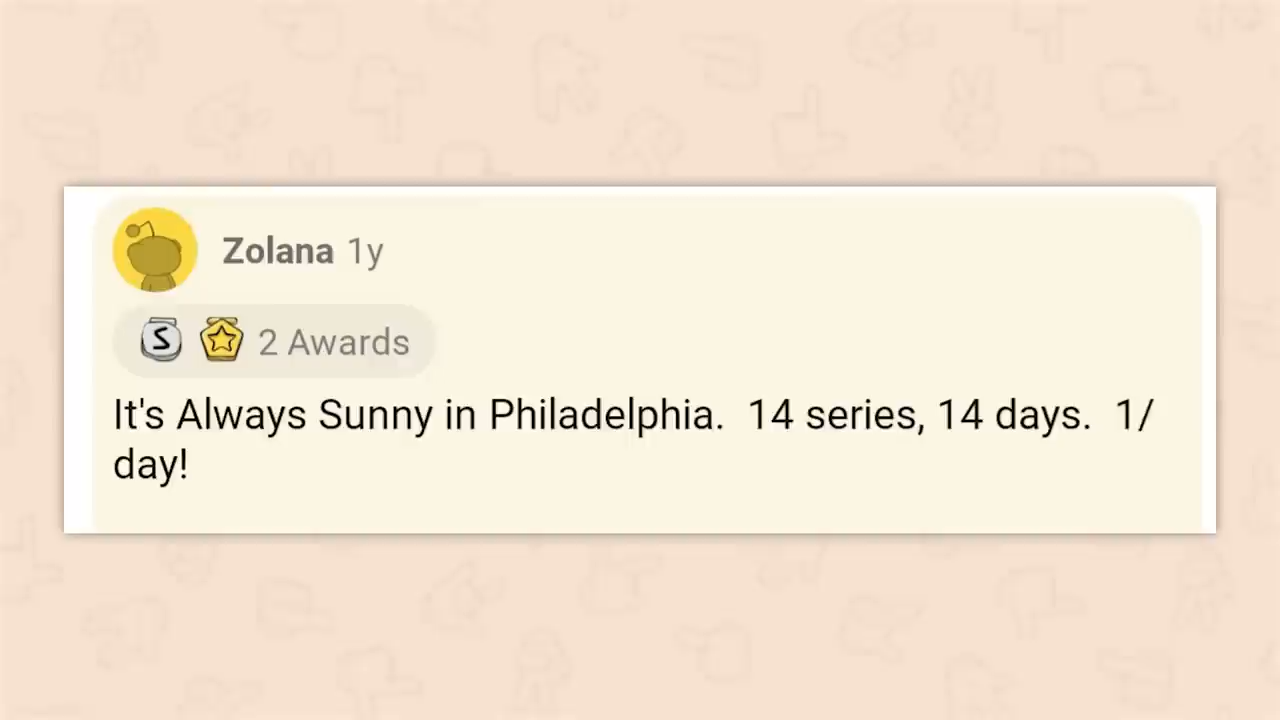 Zolana 1y
S 2 Awards
It's Always Sunny in Philadelphia.  14 series, 14 days.  1/
day!